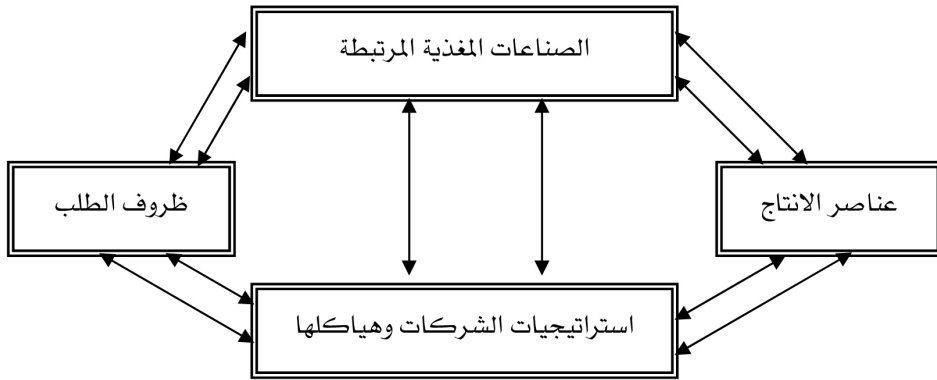 الصناعات المغذية المرتبطة
عناصر الانتاج
ظروف الطلب
استراتيجيات الشركات وهياكلها